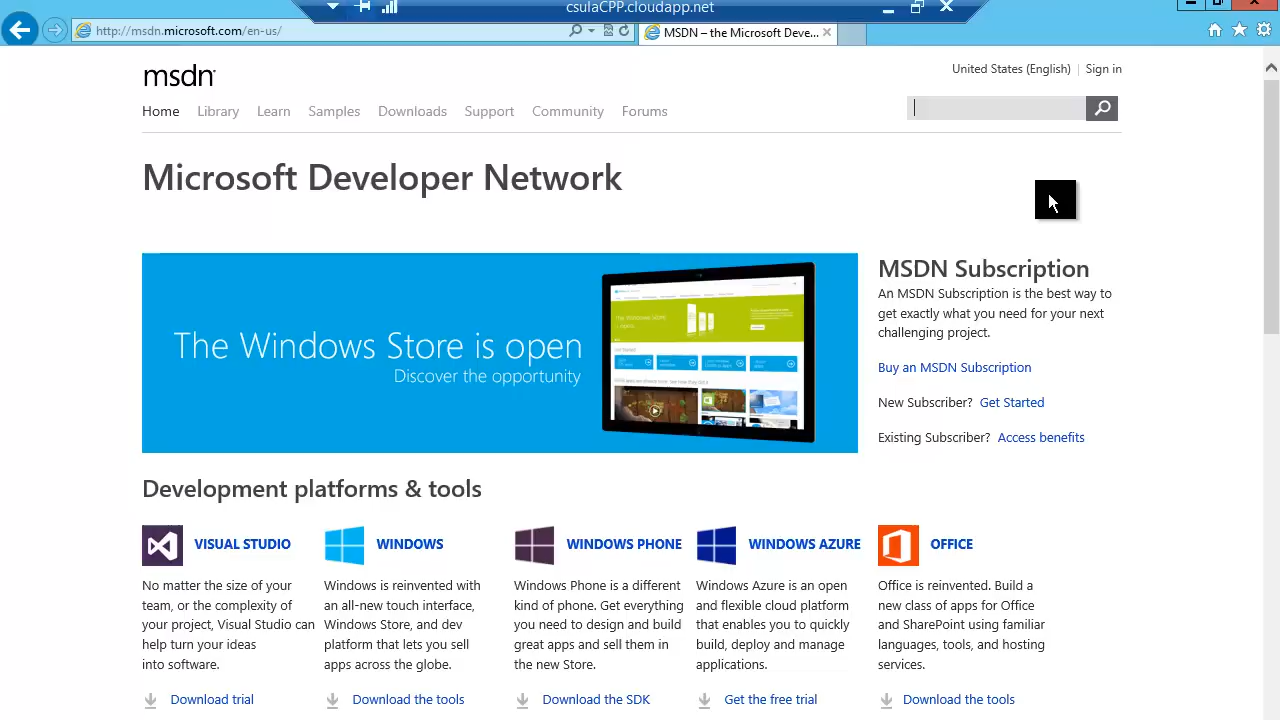 csulaCPP.cloudapp.net
http://msdn.microsoft.com/en-us/
MSDN – the Microsoft Deve...
msdn
United States (English) | Sign in
Home Library Learn Samples Downloads Support Community Forums
Microsoft Developer Network
The Windows Store is open
Discover the opportunity
MSDN Subscription
An MSDN Subscription is the best way to
get exactly what you need for your next
challenging project.
Buy an MSDN Subscription
New Subscriber? Get Started
Existing Subscriber? Access benefits
Development platforms & tools
VISUAL STUDIO
No matter the size of your
team, or the complexity of
your project, Visual Studio can
help turn your ideas
into software.
Download trial
WINDOWS
Windows is reinvented with
an all-new touch interface,
Windows Store, and dev
platform that lets you sell
apps across the globe.
Download the tools
WINDOWS PHONE
Windows Phone is a different
kind of phone. Get everything
you need to design and build
great apps and sell them in
the new Store.
Download the SDK
WINDOWS AZURE
Windows Azure is an open
and flexible cloud platform
that enables you to quickly
build, deploy and manage
applications.
Get the free trial
OFFICE
Office is reinvented. Build a
new class of apps for Office
and SharePoint using familiar
languages, tools, and hosting
services.
Download the tools